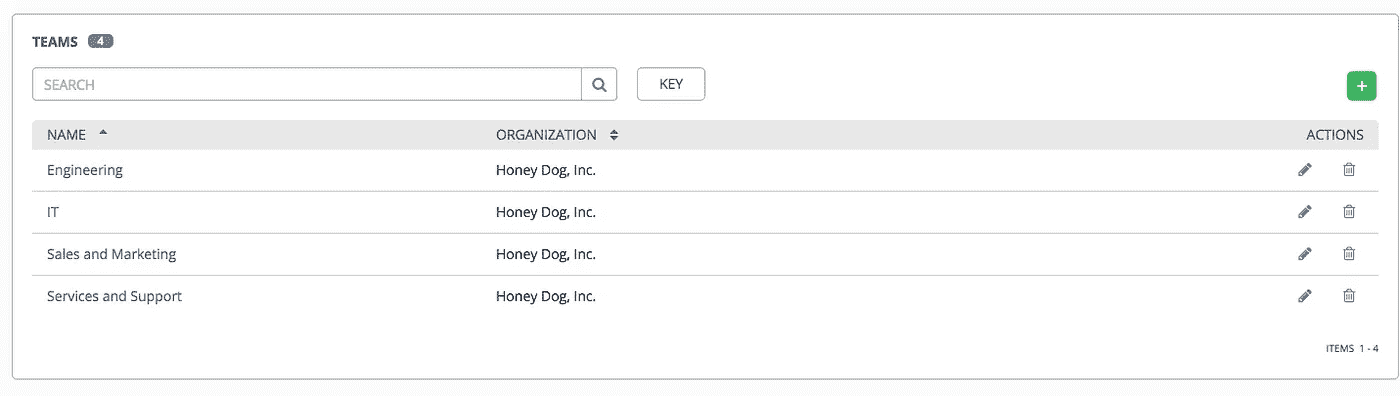 TEAMS 4
SEARCH KEY
+
NAME ORGANIZATION ACTIONS
Engineering Honey Dog, Inc.
IT Honey Dog, Inc.
Sales and Marketing Honey Dog, Inc.
Services and Support Honey Dog, Inc.
ITEMS 1 - 4